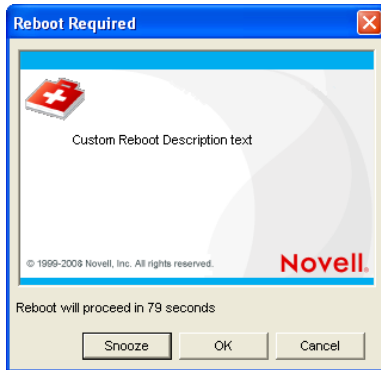 Reboot Required
Custom Reboot Description text
© 1999-2008 Novell, Inc. All rights reserved.
Novell.
Reboot will proceed in 79 seconds
Snooze OK Cancel